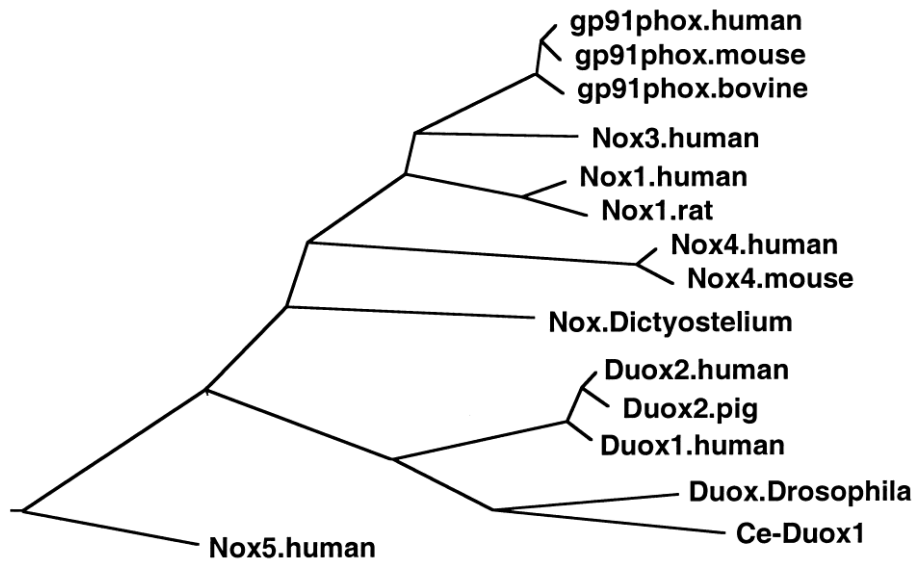 gp91phox.human
gp91phox.mouse
gp91phox.bovine
Nox3.human
Nox1.human
Nox1.rat
Nox4.human
Nox4.mouse
Nox.Dictyostelium
Duox2.human
Duox2.pig
Duox1.human
Duox.Drosophila
Ce-Duox1
Nox5.human